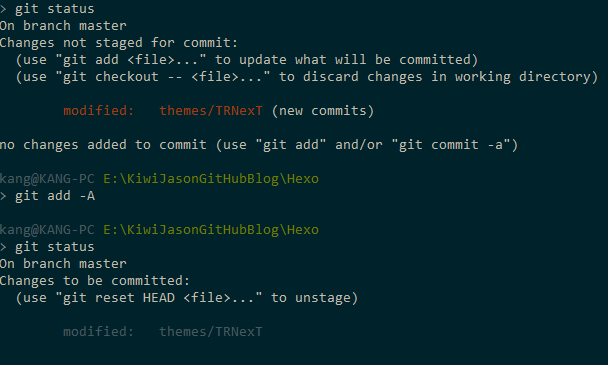 > git status
On branch master
Changes not staged for commit:
  (use "git add <file>..." to update what will be committed)
  (use "git checkout -- <file>..." to discard changes in working directory)

        modified:   themes/TRNexT (new commits)

no changes added to commit (use "git add" and/or "git commit -a")

kang@KANG-PC E:\KiwiJasonGitHubBlog\Hexo
> git add -A

kang@KANG-PC E:\KiwiJasonGitHubBlog\Hexo
> git status
On branch master
Changes to be committed:
  (use "git reset HEAD <file>..." to unstage)

        modified:   themes/TRNexT